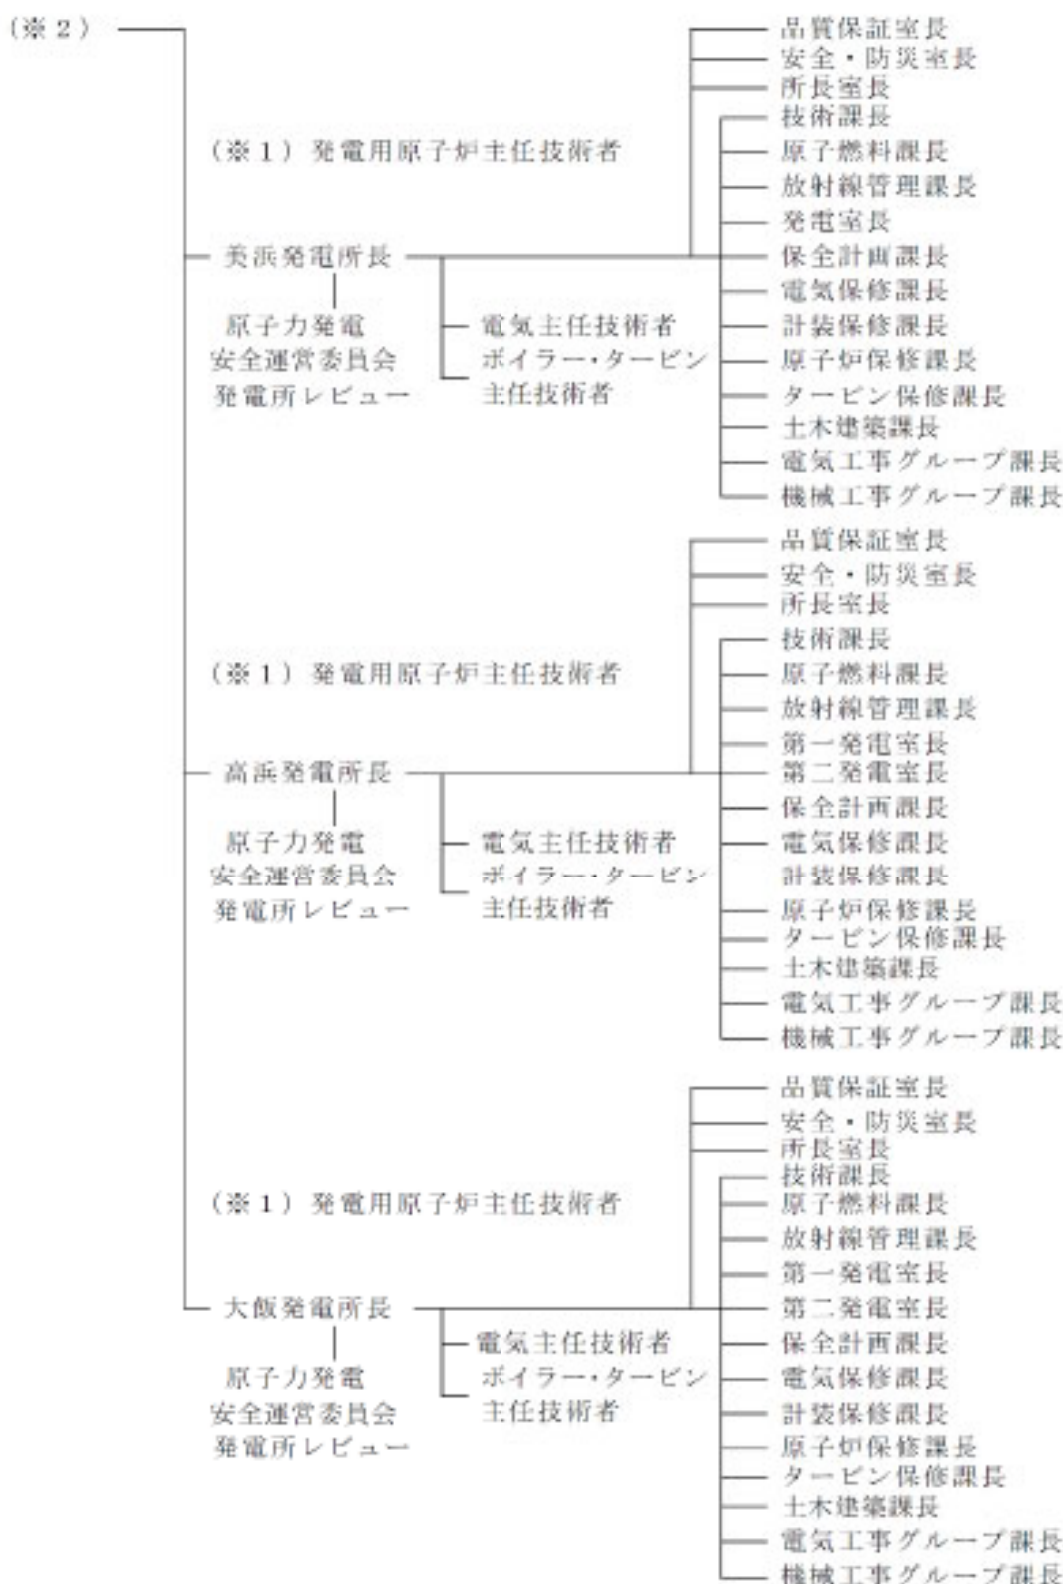 (※2)
品質保証室長
安全・防災室長
所長室長
技術課長
(※1)発電用原子炉主任技術者
原子燃料課長
放射線管理課長
発電室長
美浜発電所長
保全計画課長
電気保修課長
原子力発電
安全運営委員会
発電所レビュー
電気主任技術者
ボイラー・タービン
主任技術者
計装保修課長
原子炉保修課長
タービン保修課長
土木建築課長
電気工事グループ課長
機械工事グループ課長
品質保証室長
安全・防災室長
所長室長
技術課長
(※1)発電用原子炉主任技術者
原子燃料課長
放射線管理課長
第一発電室長
高浜発電所長
第二発電室長
保全計画課長
原子力発電
安全運営委員会
発電所レビュー
電気主任技術者
ボイラー・タービン
主任技術者
電気保修課長
計装保修課長
原子炉保修課長
タービン保修課長
土木建築課長
電気工事グループ課長
機械工事グループ課長
品質保証室長
安全・防災室長
所長室長
技術課長
(※1)発電用原子炉主任技術者
原子燃料課長
放射線管理課長
第一発電室長
大飯発電所長
第二発電室長
保全計画課長
原子力発電
安全運営委員会
発電所レビュー
電気主任技術者
ボイラー・タービン
主任技術者
電気保修課長
計装保修課長
原子炉保修課長
タービン保修課長
土木建築課長
電気工事グループ課長
機械工事グループ課長